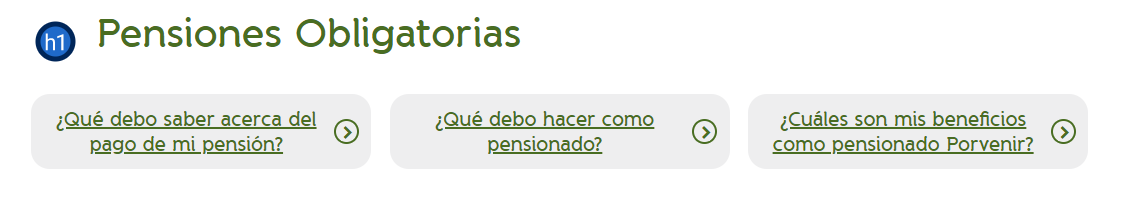 h1 Pensiones Obligatorias
¿Qué debo saber acerca del
pago de mi pensión?
¿Qué debo hacer como
pensionado?
¿Cuáles son mis beneficios
como pensionado Porvenir?